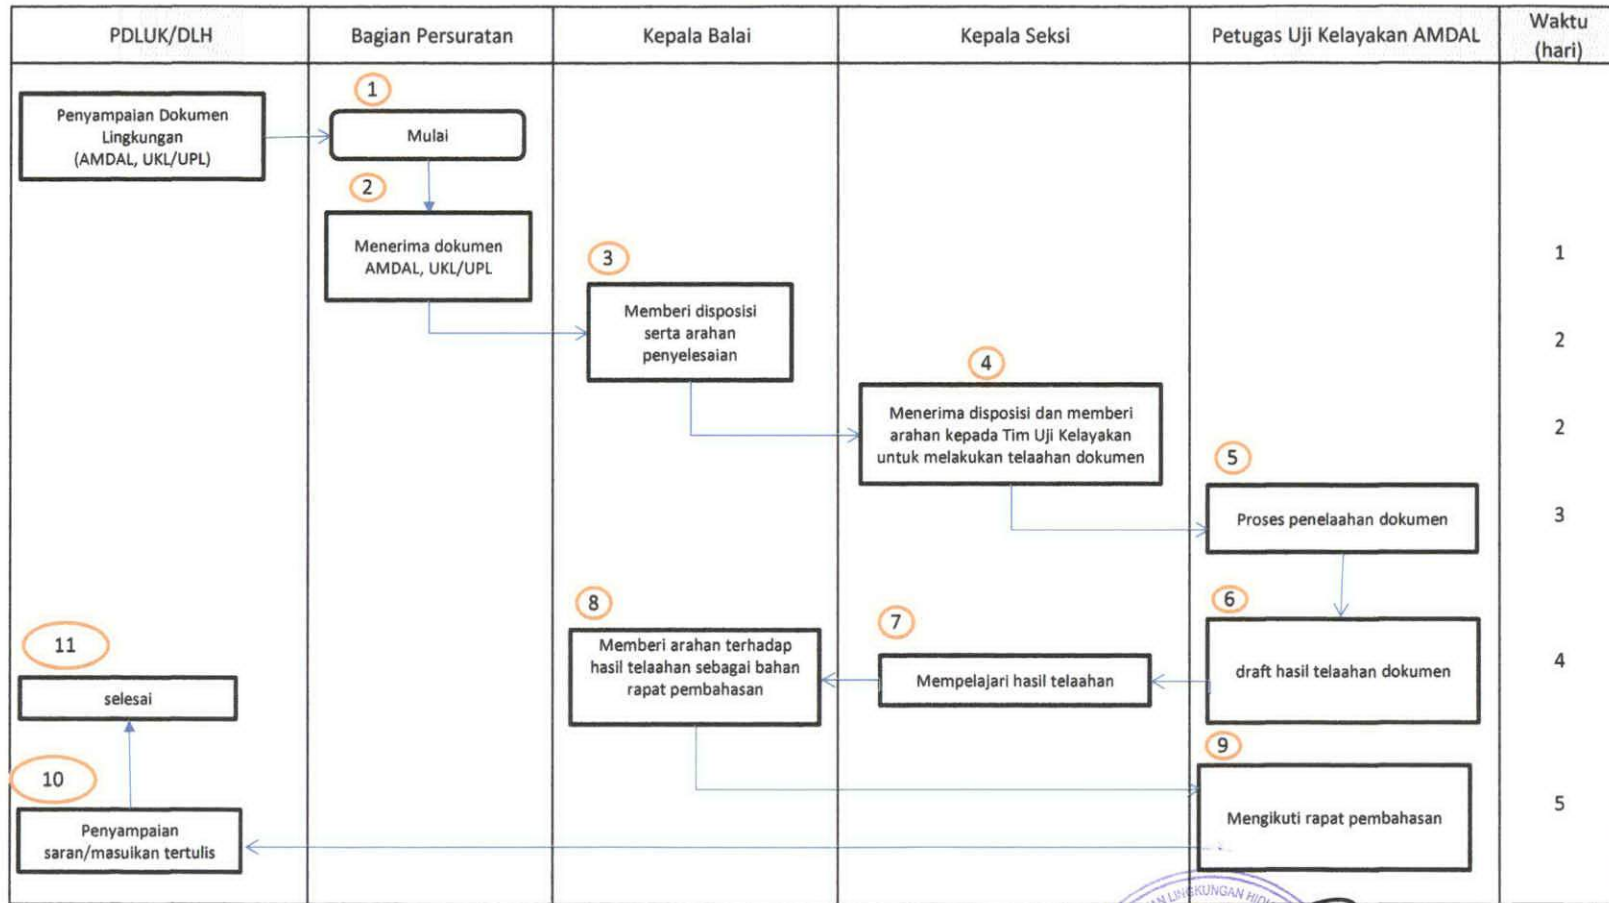 PDLUK/DLH
Bagian Persuratan
Kepala Balai
Kepala Seksi
Petugas Uji Kelayakan AMDAL
Waktu
(hari)
Penyampaian Dokumen
Lingkungan
(AMDAL, UKL/UPL)
1
Mulai
2
Menerima dokumen
AMDAL, UKL/UPL
1
3
Memberi disposisi
serta arahan
penyelesaian
2
4
Menerima disposisi dan memberi
arahan kepada Tim Uji Kelayakan
untuk melakukan telaahan dokumen
2
5
Proses penelaahan dokumen
3
6
draft hasil telaahan dokumen
4
7
Mempelajari hasil telaahan
8
Memberi arahan terhadap
hasil telaahan sebagai bahan
rapat pembahasan
9
Mengikuti rapat pembahasan
5
10
Penyampaian
saran/masuikan tertulis
11
selesai
LINGKUNGAN